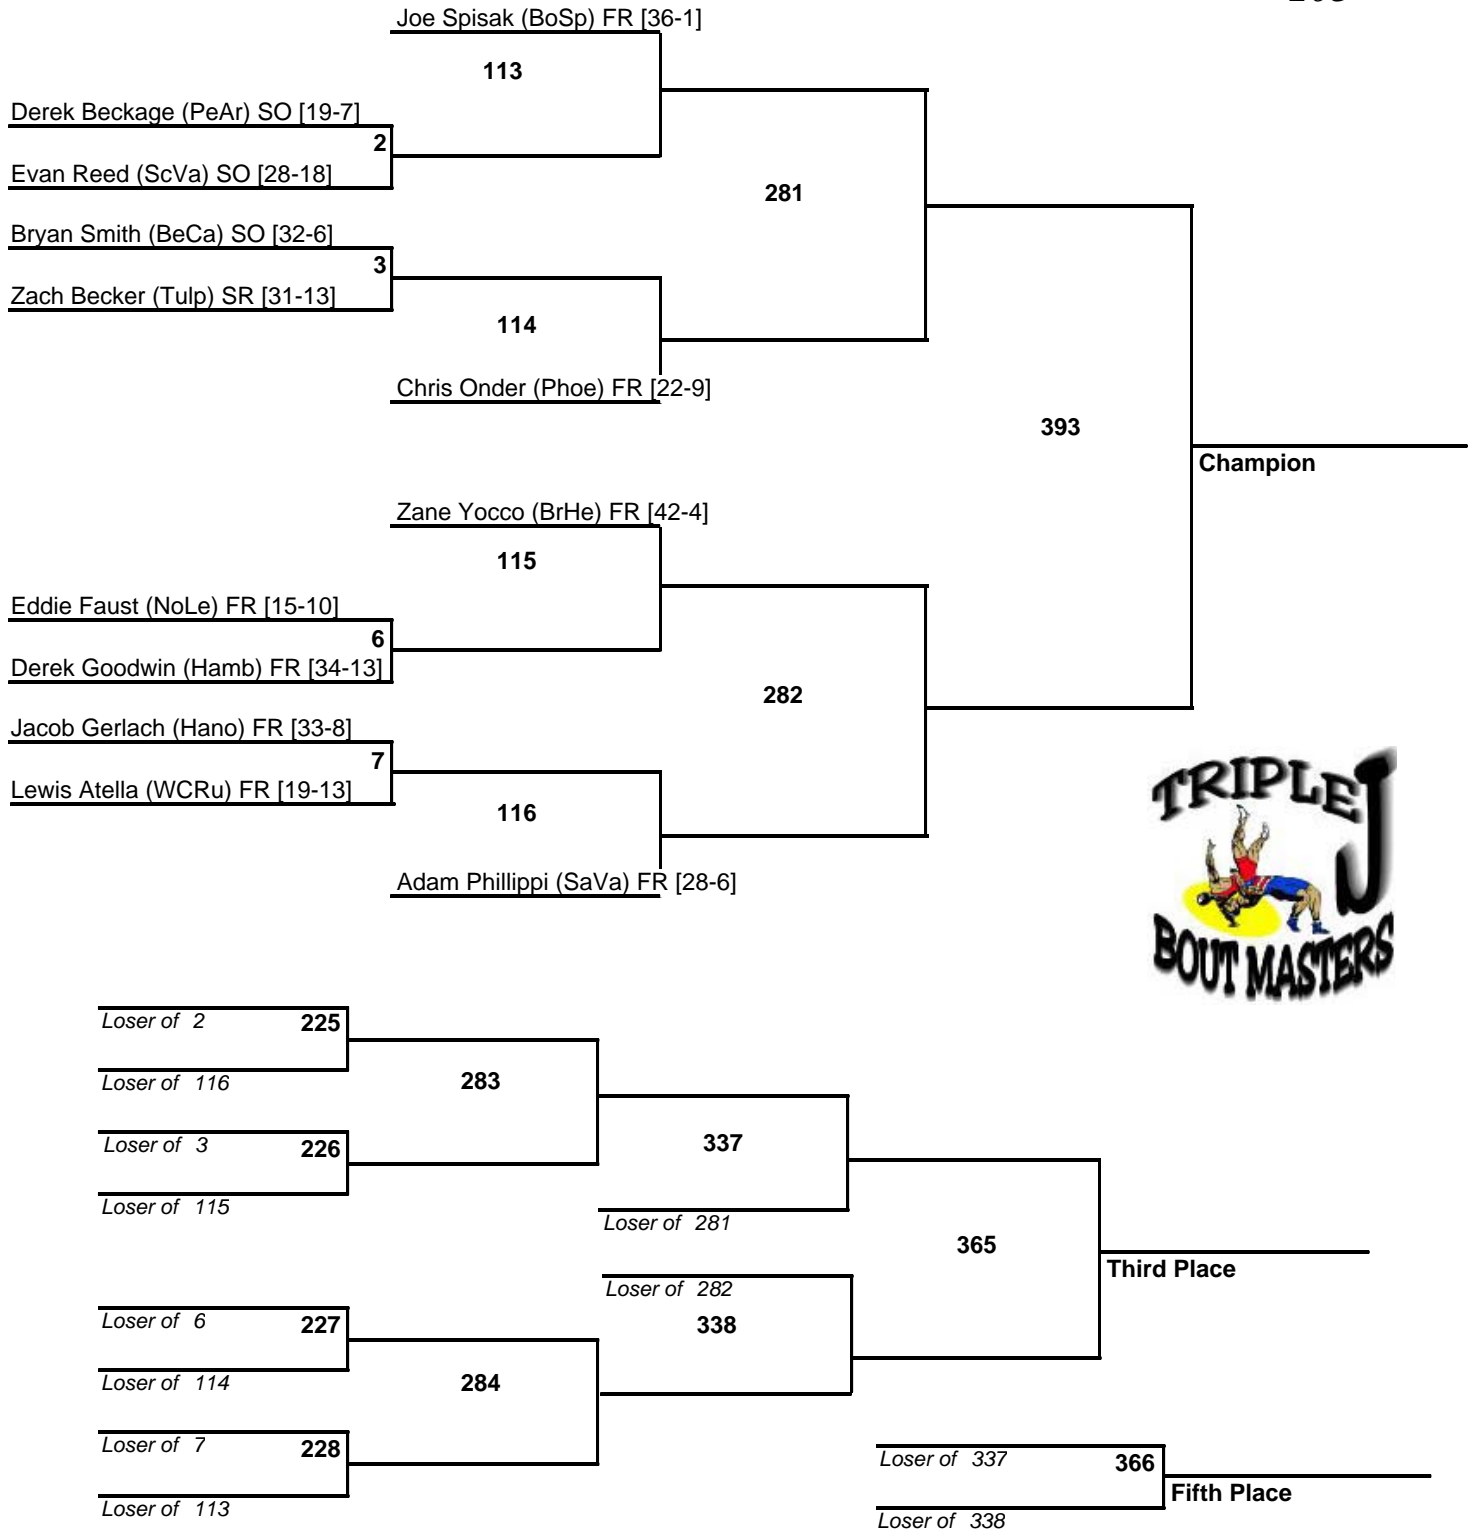 Joe Spisak (BoSp) FR [36-1]
113
Derek Beckage (PeAr) SO [19-7]
2
Evan Reed (ScVa) SO [28-18]
281
Bryan Smith (BeCa) SO [32-6]
3
Zach Becker (Tulp) SR [31-13]
114
Chris Onder (Phoe) FR [22-9]
393
Champion
Zane Yocco (BrHe) FR [42-4]
115
Eddie Faust (NoLe) FR [15-10]
6
Derek Goodwin (Hamb) FR [34-13]
282
Jacob Gerlach (Hano) FR [33-8]
7
Lewis Atella (WCRu) FR [19-13]
116
Adam Phillippi (SaVa) FR [28-6]
TRIPLE J
BOUT MASTERS
Loser of 2
225
Loser of 116
283
Loser of 3
226
Loser of 115
337
Loser of 281
365
Third Place
Loser of 282
338
Loser of 6
227
Loser of 114
284
Loser of 7
228
Loser of 113
Loser of 337
366
Fifth Place
Loser of 338